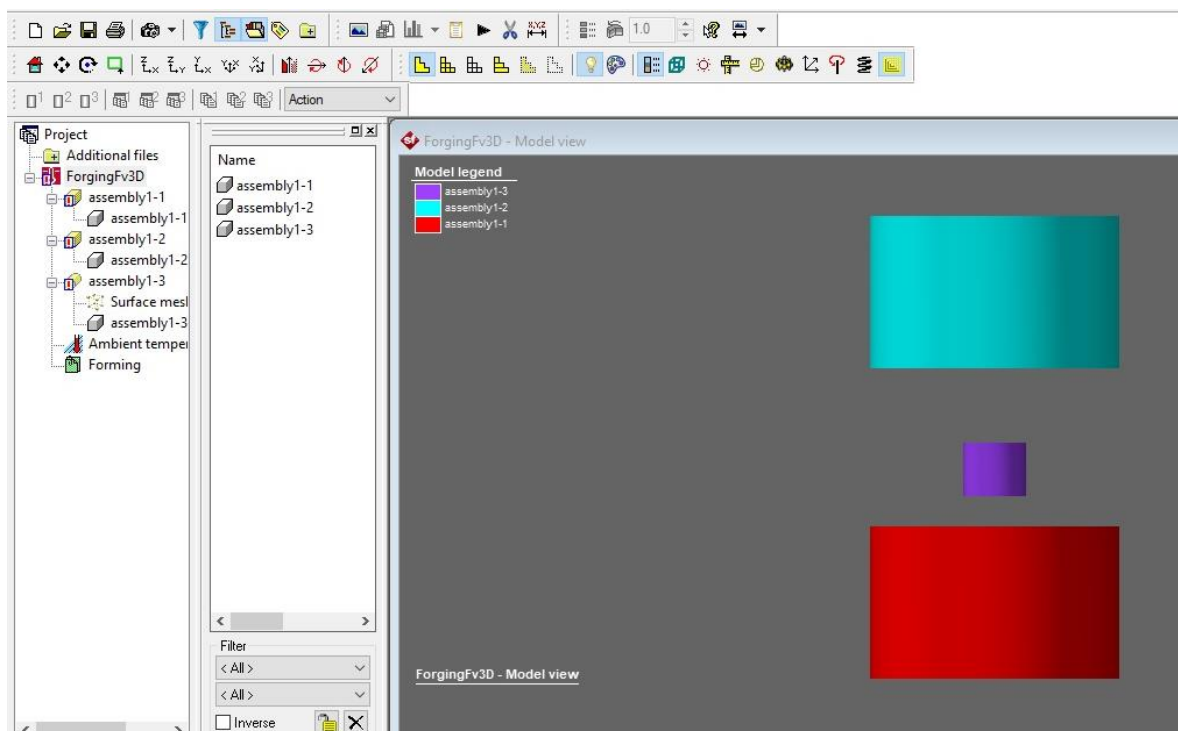 1.0
Action
Project
Additional files
ForgingFv3D
assembly1-1
assembly1-1
assembly1-2
assembly1-2
assembly1-3
Surface mesl
assembly1-3
Ambient temper
Forming
Name
assembly1-1
assembly1-2
assembly1-3
Filter
< All >
< All >
Inverse
ForgingFv3D - Model view
Model legend
assembly1-3
assembly1-2
assembly1-1
ForgingFv3D - Model view